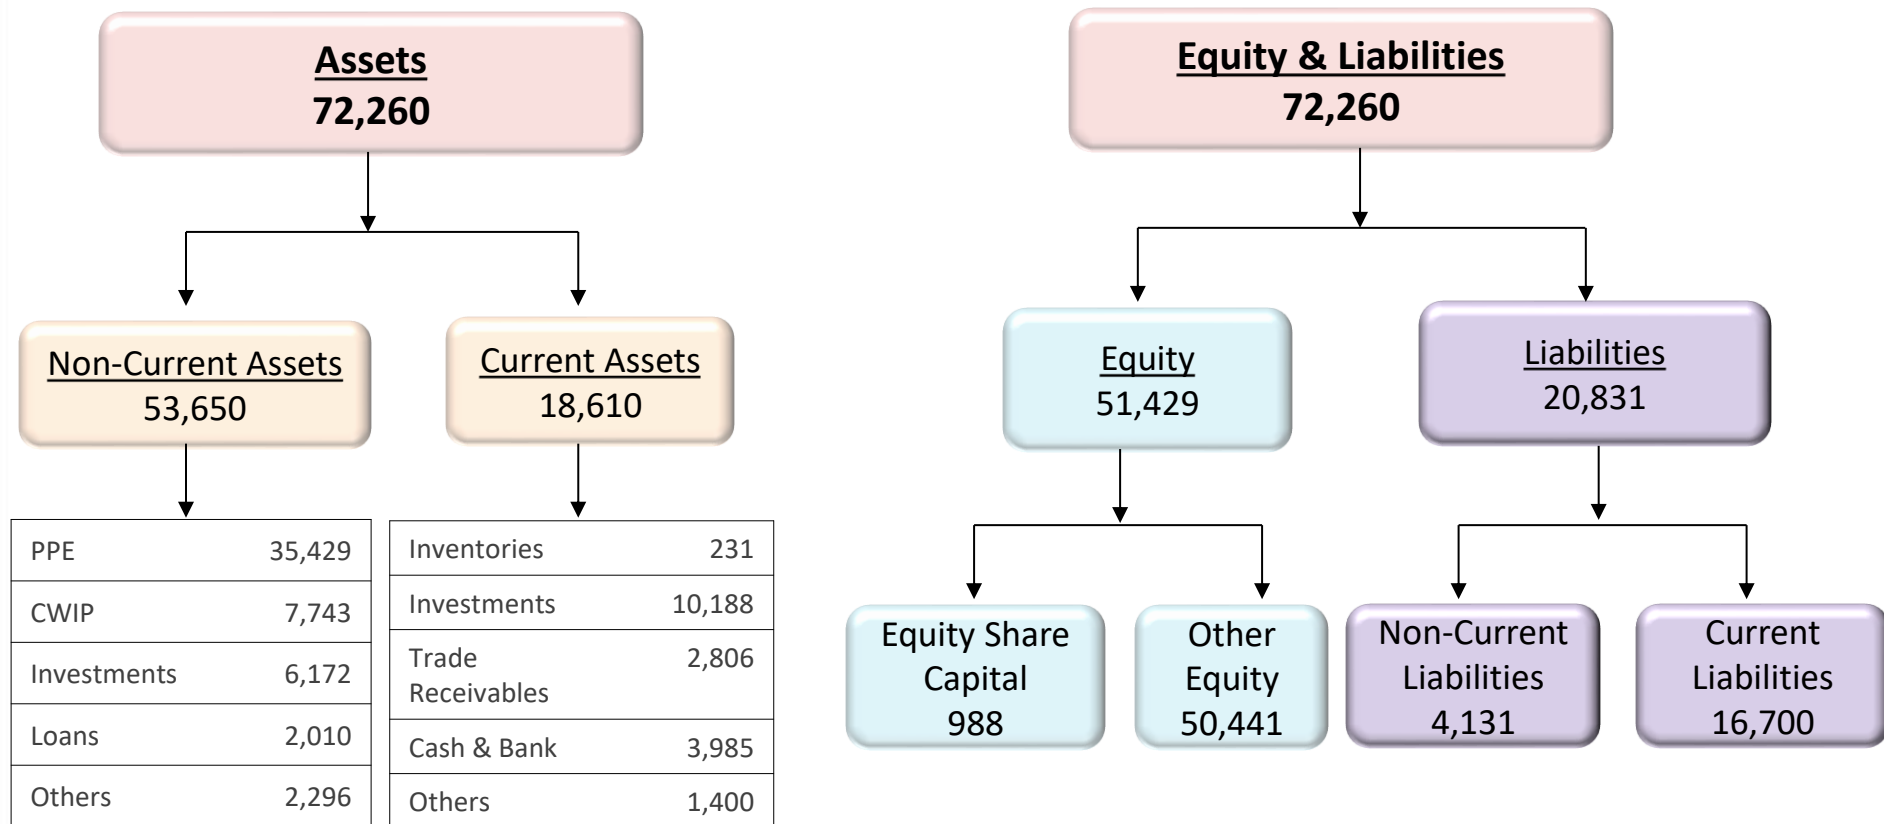 Assets
72,260
Equity & Liabilities
72,260
Non-Current Assets
53,650
Current Assets
18,610
Equity
51,429
Liabilities
20,831
PPE 35,429
CWIP 7,743
Investments 6,172
Loans 2,010
Others 2,296
Inventories 231
Investments 10,188
Trade 2,806
Receivables
Cash & Bank 3,985
Others 1,400
Equity Share
Capital
988
Other
Equity
50,441
Non-Current
Liabilities
4,131
Current
Liabilities
16,700